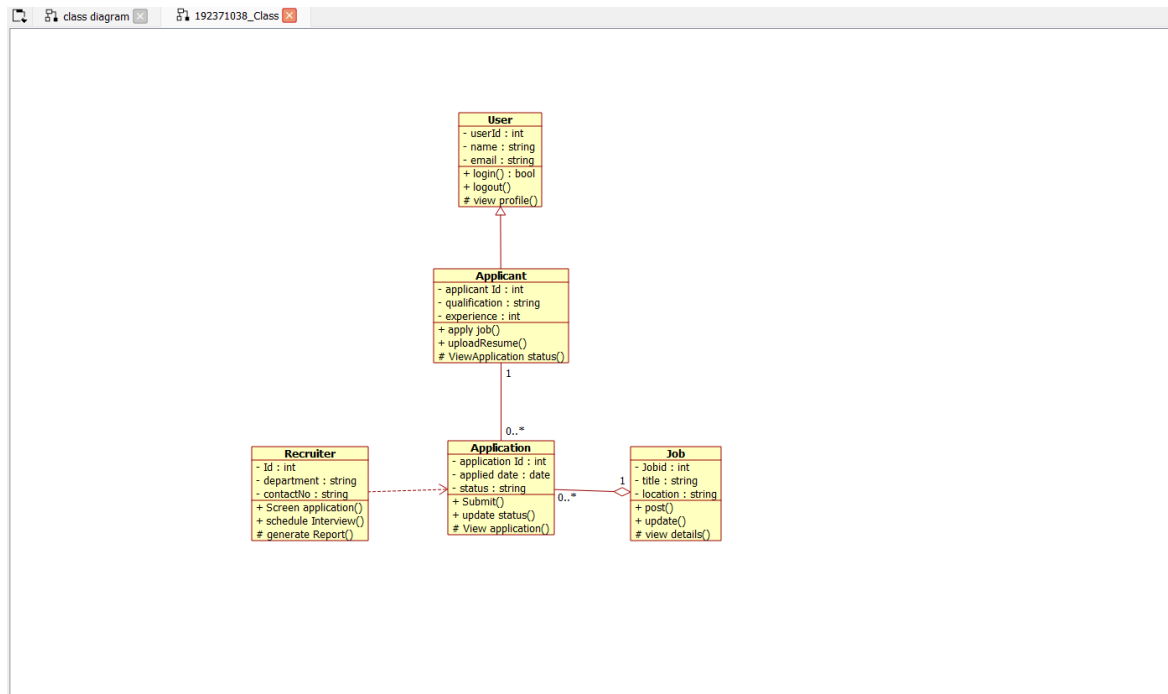 class diagram
192371038_Class
User
- userId : int
- name : string
- email : string
+ login() : bool
+ logout()
# view profile()
Applicant
- applicant Id : int
- qualification : string
- experience : int
+ apply job()
+ uploadResume()
# ViewApplication status()
1
0..*
Recruiter
- Id : int
- department : string
- contactNo : string
+ Screen application()
+ schedule Interview()
# generate Report()
Application
- application Id : int
- applied date : date
- status : string
+ Submit()
+ update status()
# View application()
0..*
1
Job
- Jobid : int
- title : string
- location : string
+ post()
+ update()
# view details()